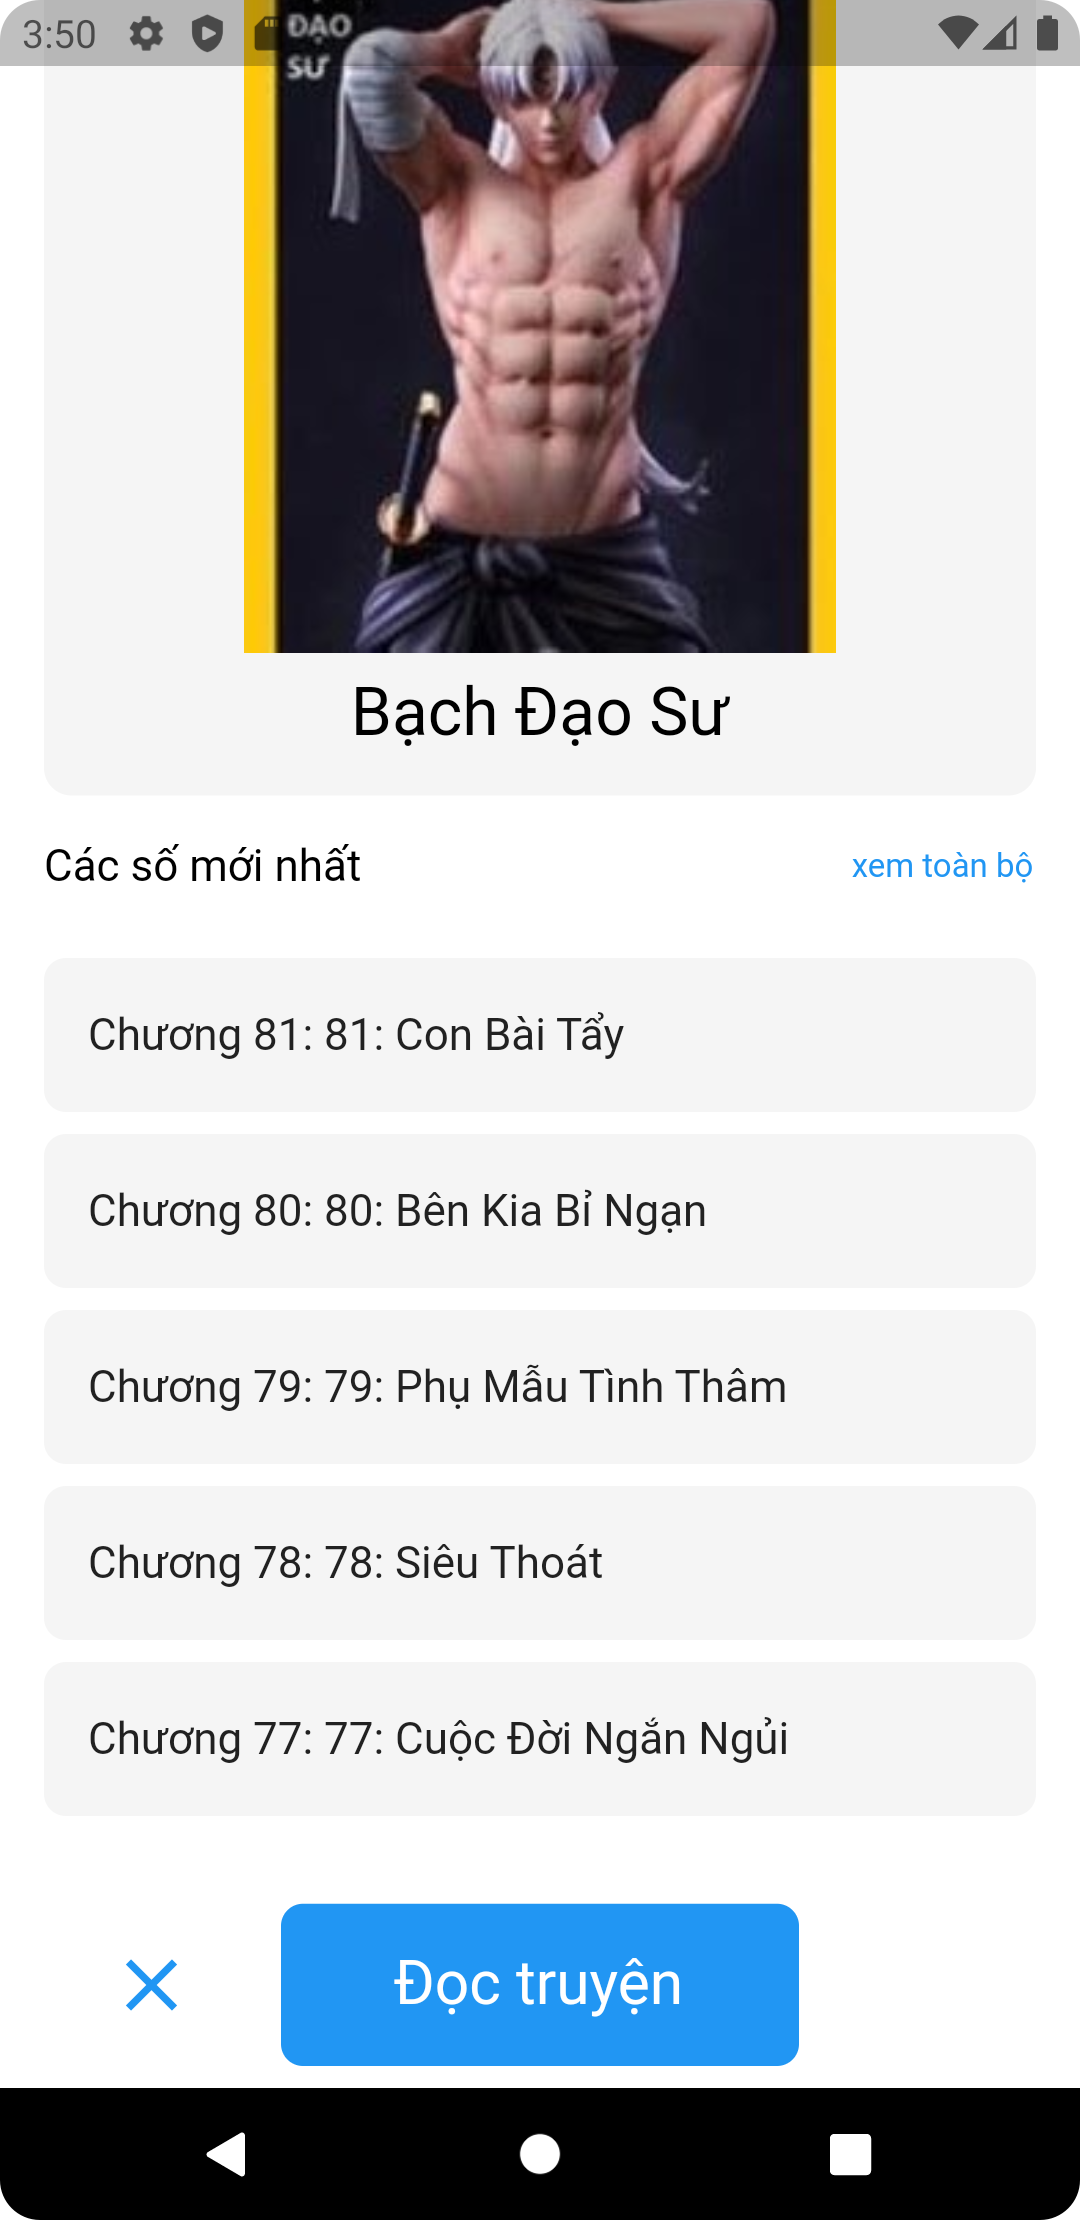 3:50
ĐẠO
SƯ
Bạch Đạo Sư
Các số mới nhất
xem toàn bộ
Chương 81: 81: Con Bài Tẩy
Chương 80: 80: Bên Kia Bỉ Ngạn
Chương 79: 79: Phụ Mẫu Tình Thâm
Chương 78: 78: Siêu Thoát
Chương 77: 77: Cuộc Đời Ngắn Ngủi
Đọc truyện